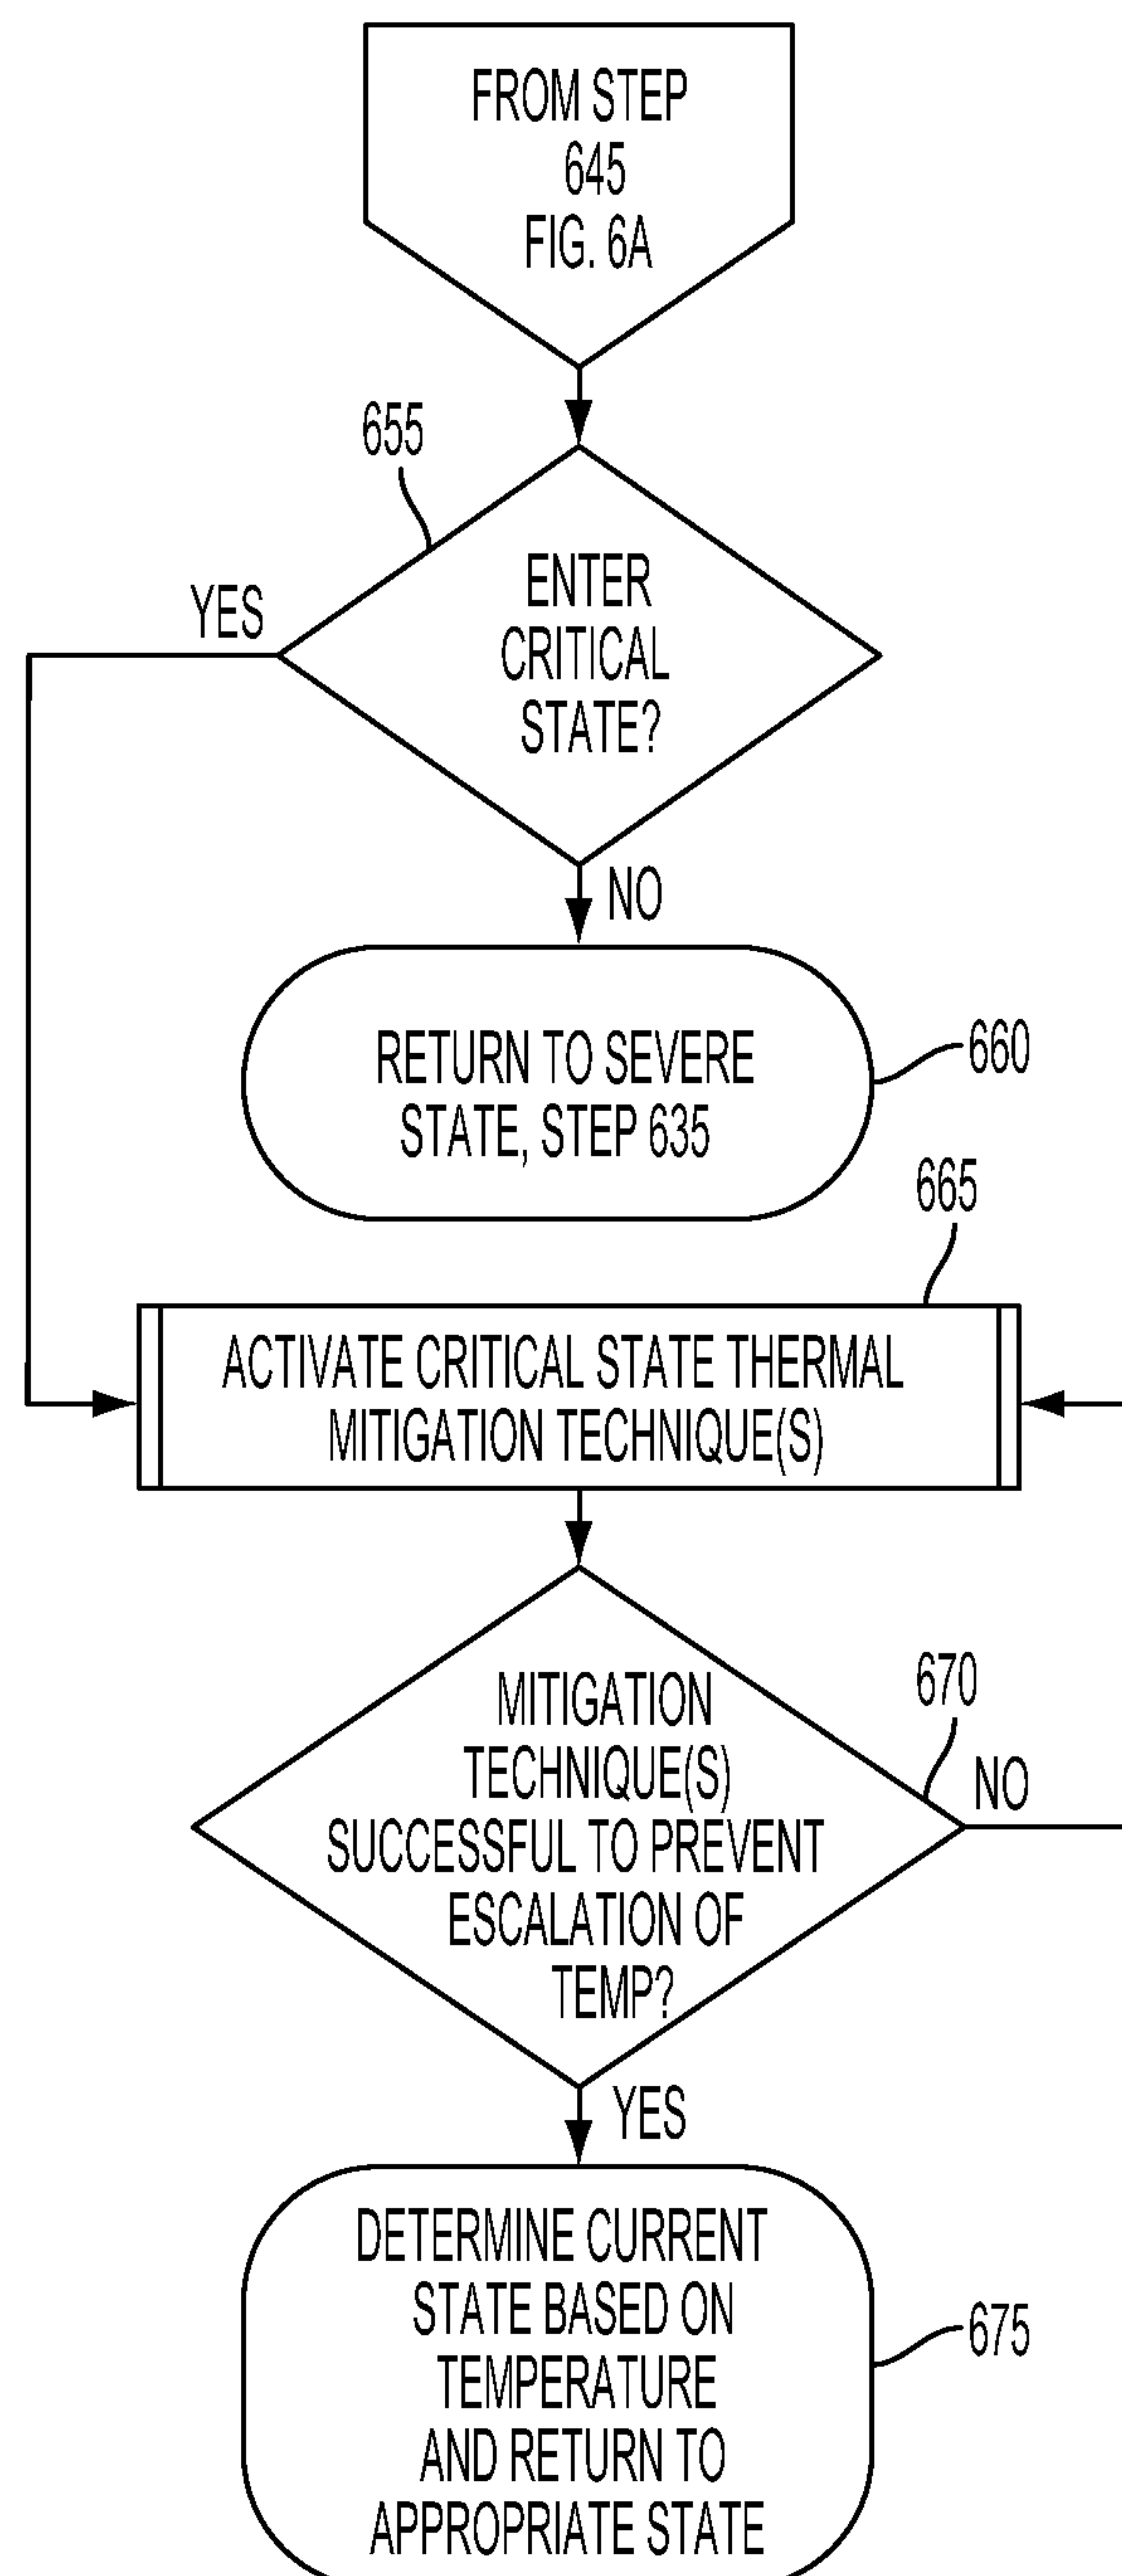 FROM STEP
645
FIG. 6A
655
YES
ENTER
CRITICAL
STATE?
NO
RETURN TO SEVERE
STATE, STEP 635
660
665
ACTIVATE CRITICAL STATE THERMAL
MITIGATION TECHNIQUE(S)
670
NO
MITIGATION
TECHNIQUE(S)
SUCCESSFUL TO PREVENT
ESCALATION OF
TEMP?
YES
DETERMINE CURRENT
STATE BASED ON
TEMPERATURE
AND RETURN TO
APPROPRIATE STATE
675